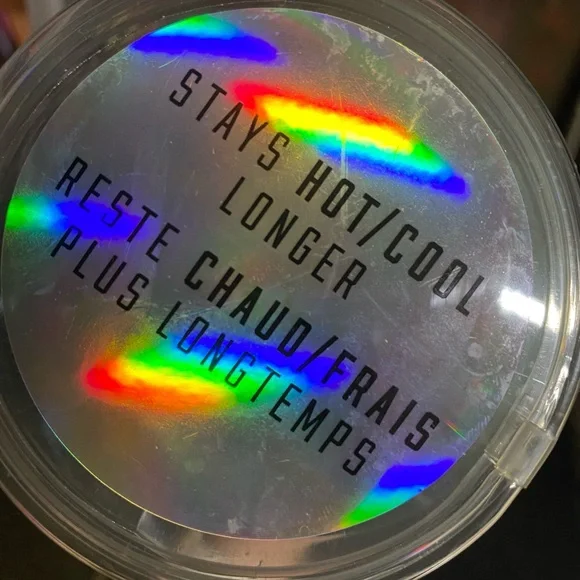 STAYS HOT/COOL
LONGER
RESTE CHAUD/FRAIS
PLUS LONGTEMPS